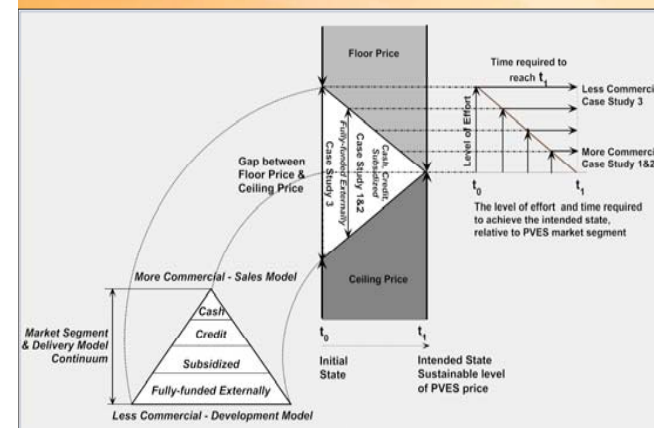 Floor Price
Time required to
reach t1
Less Commercia
Case Study 3
Level of Effort
More Commercia
Case Study 1&2
t0
t1
The level of effort and time required
to achieve the intended state,
relative to PVES market segment
Gap between
Floor Price &
Ceiling Price
Case Study 3
Fully-funded Externally
Case Study 1&2
Cash, Credit,
Subsidized
Ceiling Price
t0
t1
Initial
State
Intended State
Sustainable level
of PVES price
More Commercial - Sales Model
Cash
Credit
Subsidized
Fully-funded Externally
Less Commercial - Development Model
Market Segment
& Delivery Model
Continuum